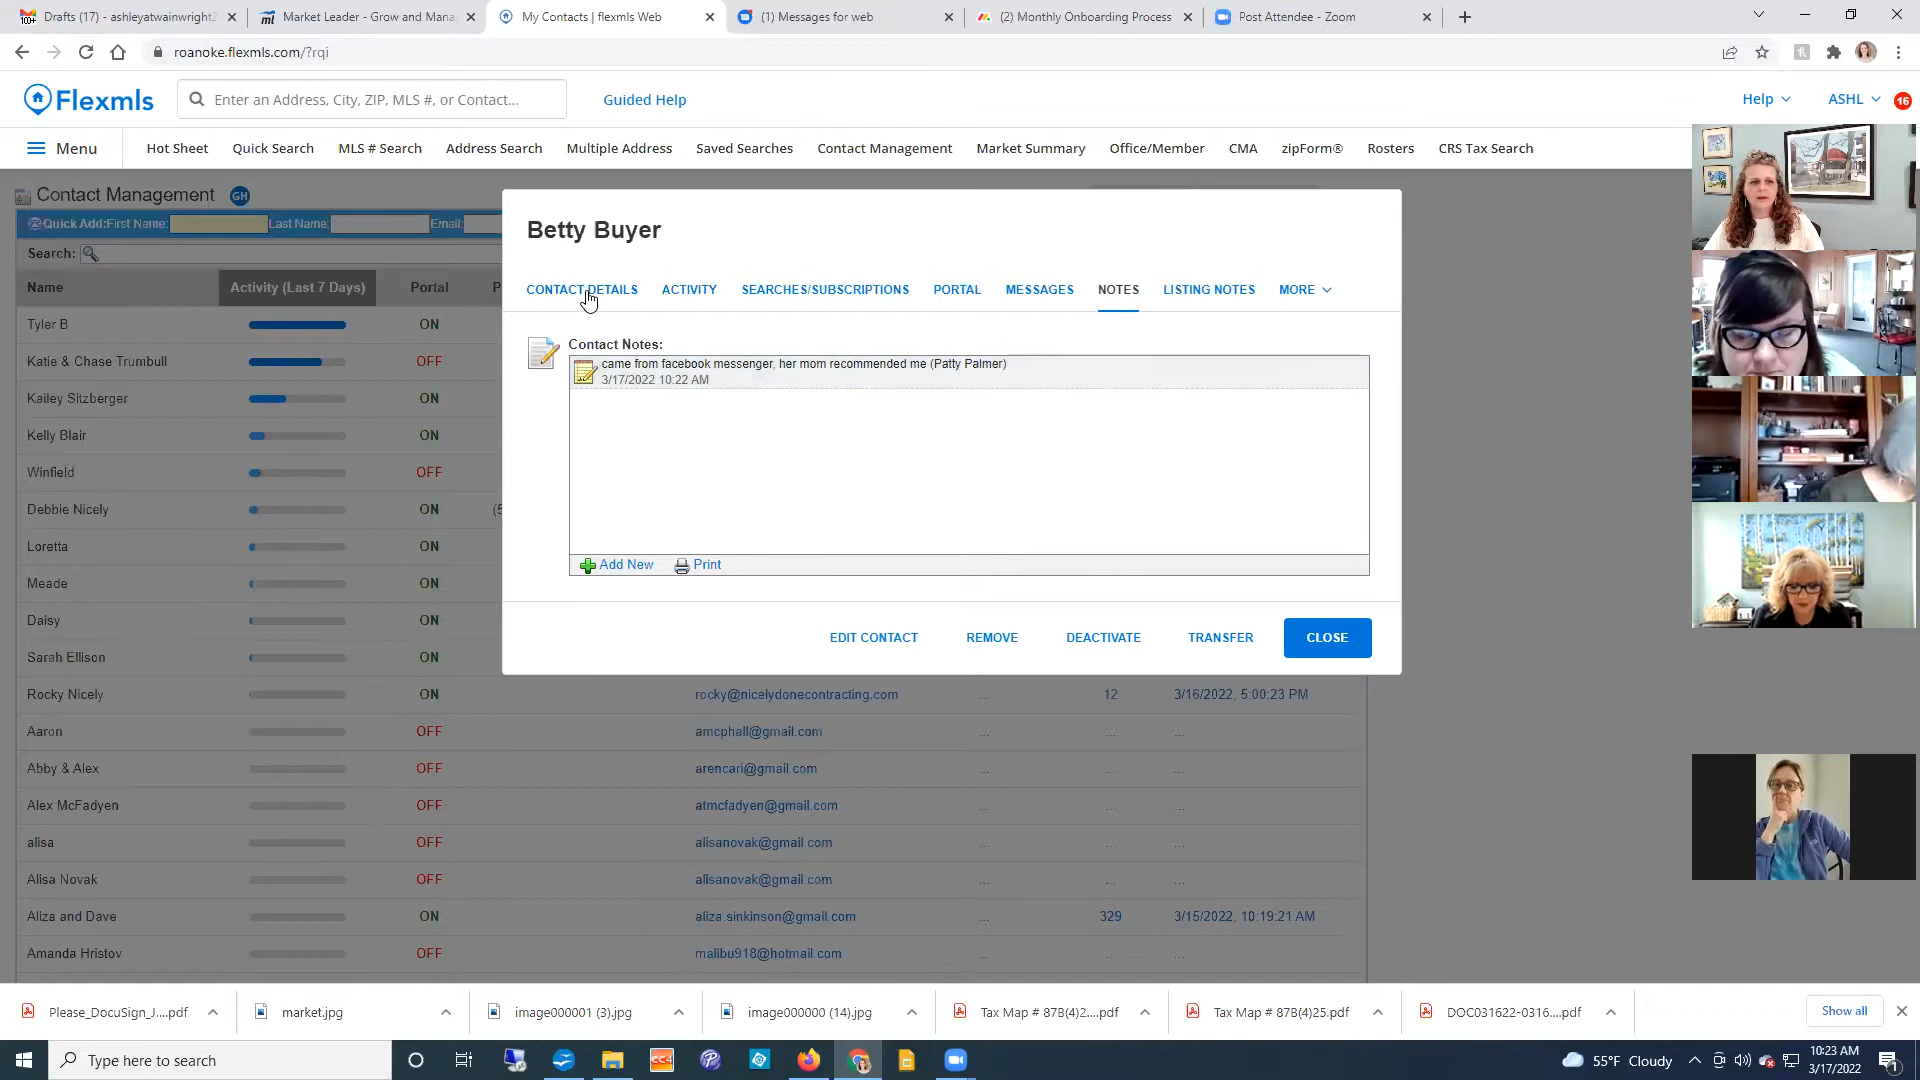 Drafts (17) - ashleyatwainwright2
Market Leader - Grow and Mana
My Contacts | flexmls Web
(1) Messages for web
(2) Monthly Onboarding Process
Post Attendee - Zoom
roanoke.flexmls.com/?rqi
Flexmls
Enter an Address, City, ZIP, MLS #, or Contact...
Guided Help
Help
ASHL
16
Menu
Hot Sheet
Quick Search
MLS # Search
Address Search
Multiple Address
Saved Searches
Contact Management
Market Summary
Office/Member
CMA
zipForm®
Rosters
CRS Tax Search
Contact Management
GH
Quick Add:First Name:
Last Name:
Email:
Search:
Name
Activity (Last 7 Days)
Portal
P
Tyler B
ON
Katie & Chase Trumbull
OFF
Kailey Sitzberger
ON
Kelly Blair
ON
Winfield
OFF
Debbie Nicely
ON
(5
Loretta
ON
Meade
ON
Daisy
ON
Sarah Ellison
ON
Rocky Nicely
ON
rocky@nicelydonecontracting.com
...
12
3/16/2022, 5:00:23 PM
Aaron
OFF
amcphall@gmail.com
...
...
...
Abby & Alex
OFF
arencari@gmail.com
...
...
...
Alex McFadyen
OFF
atmcfadyen@gmail.com
...
...
...
alisa
OFF
alisanovak@gmail.com
...
...
...
Alisa Novak
OFF
alisanovak@gmail.com
...
...
...
Aliza and Dave
ON
aliza.sinkinson@gmail.com
...
329
3/15/2022, 10:19:21 AM
Amanda Hristov
OFF
malibu918@hotmail.com
...
...
...
Betty Buyer
CONTACT DETAILS
ACTIVITY
SEARCHES/SUBSCRIPTIONS
PORTAL
MESSAGES
NOTES
LISTING NOTES
MORE
Contact Notes:
came from facebook messenger, her mom recommended me (Patty Palmer)
3/17/2022 10:22 AM
Add New
Print
EDIT CONTACT
REMOVE
DEACTIVATE
TRANSFER
CLOSE
Please_DocuSign_J....pdf
market.jpg
image000001 (3).jpg
image000000 (14).jpg
Tax Map # 87B(4)2....pdf
Tax Map # 87B(4)25.pdf
DOC031622-0316....pdf
Show all
Type here to search
55°F Cloudy
10:23 AM
3/17/2022